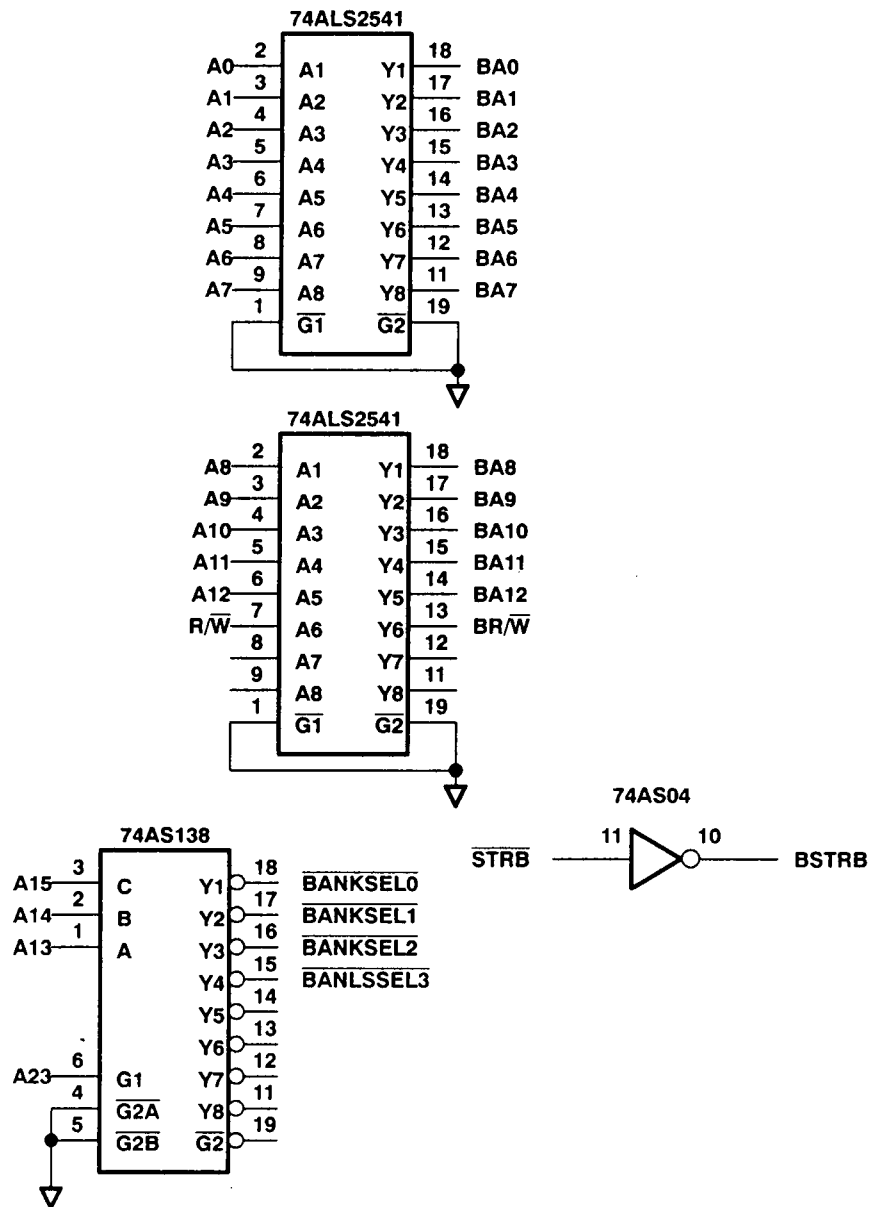 74ALS2541
2 18
A0 A1 Y1 BA0
3 17
A1 A2 Y2 BA1
4 16
A2 A3 Y3 BA2
5 15
A3 A4 Y4 BA3
6 14
A4 A5 Y5 BA4
7 13
A5 A6 Y6 BA5
8 12
A6 A7 Y7 BA6
9 11
A7 A8 Y8 BA7
1 19
G1 G2
74ALS2541
2 18
A8 A1 Y1 BA8
3 17
A9 A2 Y2 BA9
4 16
A10 A3 Y3 BA10
5 15
A11 A4 Y4 BA11
6 14
A12 A5 Y5 BA12
7 13
R/W A6 Y6 BR/W
8 12
A7 Y7
9 11
A8 Y8
1 19
G1 G2
74AS138
3 18
A15 C Y1 BANKSEL0
2 17
A14 B Y2 BANKSEL1
1 16
A13 A Y3 BANKSEL2
15
Y4 BANLSSEL3
14
Y5
13
Y6
6 12
A23 G1 Y7
4 11
G2A Y8
5 19
G2B G2
74AS04
11 10
STRB BSTRB